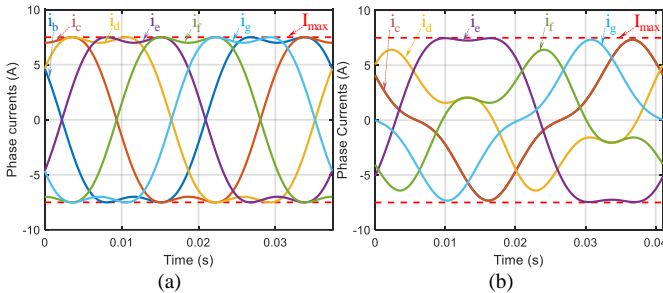 10
5
0
-5
-10
Phase currents (A)
i_b i_c i_d i_e i_f i_g I_max
0 0.01 0.02 0.03
Time (s)
(a)
10
5
0
-5
-10
Phase currents (A)
i_c i_d i_e i_f i_g I_max
0 0.01 0.02 0.03 0.04
Time (s)
(b)